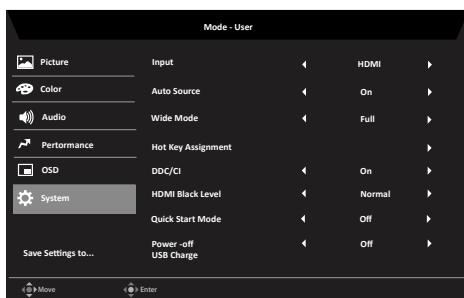 Mode - User
Picture
Input HDMI
Color
Auto Source On
Audio
Wide Mode Full
Pertormance
Hot Key Assignment
OSD
DDC/CI On
System
HDMI Black Level Normal
Quick Start Mode Off
Save Settings to...
Power -off Off
USB Charge
Move Enter